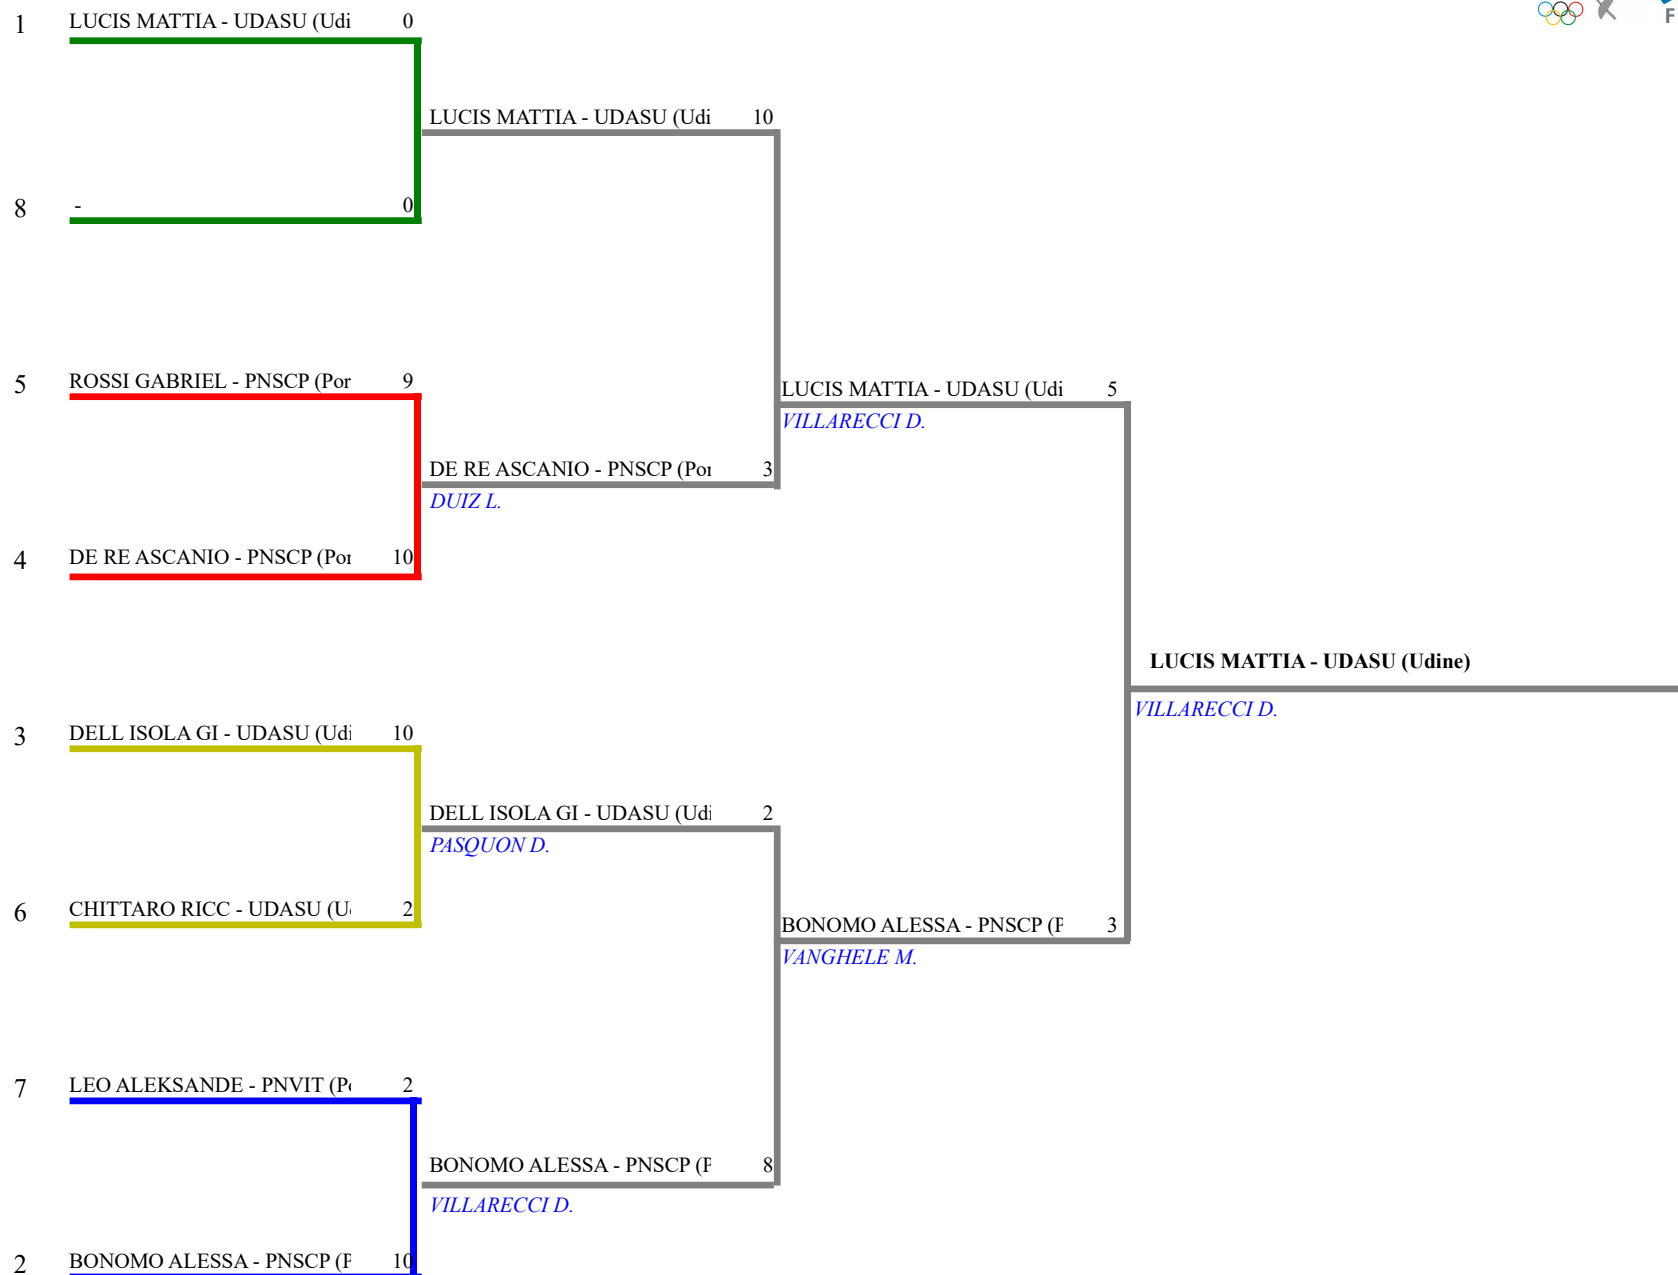 1 LUCIS MATTIA - UDASU (Udi 0
LUCIS MATTIA - UDASU (Udi 10
8 - 0
5 ROSSI GABRIEL - PNSCP (Por 9
LUCIS MATTIA - UDASU (Udi 5
VILLARECCI D.
DE RE ASCANIO - PNSCP (Por 3
DUIZ L.
4 DE RE ASCANIO - PNSCP (Por 10
LUCIS MATTIA - UDASU (Udine)
VILLARECCI D.
3 DELL ISOLA GI - UDASU (Udi 10
DELL ISOLA GI - UDASU (Udi 2
PASQUON D.
6 CHITTARO RICC - UDASU (U 2
BONOMO ALESSA - PNSCP (P 3
VANGHELE M.
7 LEO ALEKSANDE - PNVIT (Po 2
BONOMO ALESSA - PNSCP (P 8
VILLARECCI D.
2 BONOMO ALESSA - PNSCP (P 10
F